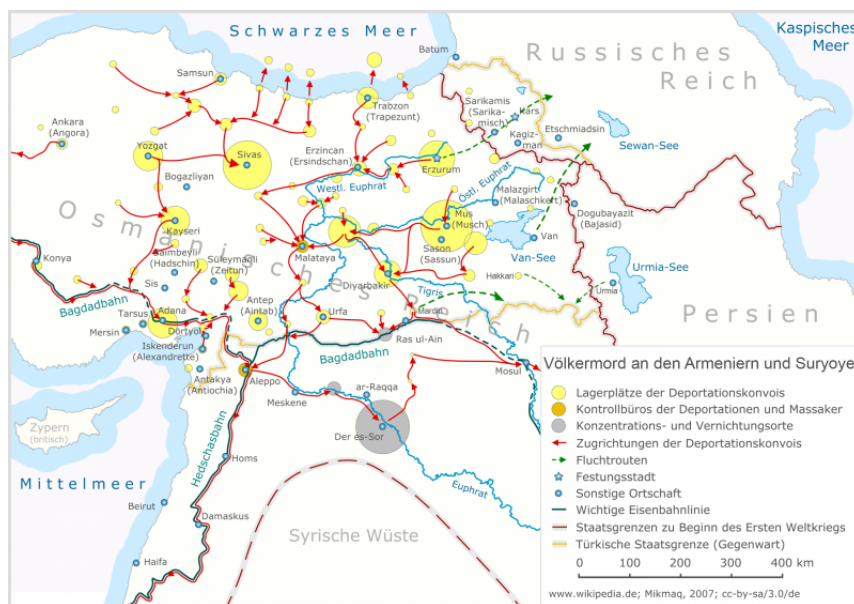 Schwarzes Meer
Kaspisches
Meer
Russisches
Reich
Batum
Samsun
Trabzon
(Trapezunt)
Sarikamis
(Sarika-
misch)
Kars
Kagiz-
man
Etschmiadsin
Sewan-See
Ankara
(Angora)
Yozgat
Sivas
Erzincan
(Ersindschan)
Erzurum
Bogazliyan
Westl. Euphrat
Östl. Euphrat
Malazgirt
(Malaschkert)
Dogubayazit
(Bajasid)
Osmanisches Reich
Kayseri
Mus
(Musch)
Sason
(Sassun)
Van
Van-See
Malataya
Konya
Saimbeyli
(Hadschin)
Süleymanli
(Zeitun)
Sis
Diyarbakir
Hakkari
Urmia
Urmia-See
Tigris
Bagdadbahn
Adana
Tarsus
Mersin
Dörtyol
Antep
(Aintab)
Urfa
Mardin
Ras ul-Ain
Persien
Iskenderun
(Alexandrette)
Bagdadbahn
Antakya
(Antiochia)
Aleppo
Meskene
ar-Raqqa
Mosul
Der es-Sor
Zypern
(britisch)
Hedschasbahn
Homs
Euphrat
Mittelmeer
Beirut
Damaskus
Syrische Wüste
Haifa
Völkermord an den Armeniern und Suryoye
Lagerplätze der Deportationskonvois
Kontrollbüros der Deportationen und Massaker
Konzentrations- und Vernichtungsorte
Zugrichtungen der Deportationskonvois
Fluchtrouten
Festungsstadt
Sonstige Ortschaft
Wichtige Eisenbahnlinie
Staatsgrenzen zu Beginn des Ersten Weltkriegs
Türkische Staatsgrenze (Gegenwart)
0 100 200 300 400 km
www.wikipedia.de; Mikmaq, 2007; cc-by-sa/3.0/de